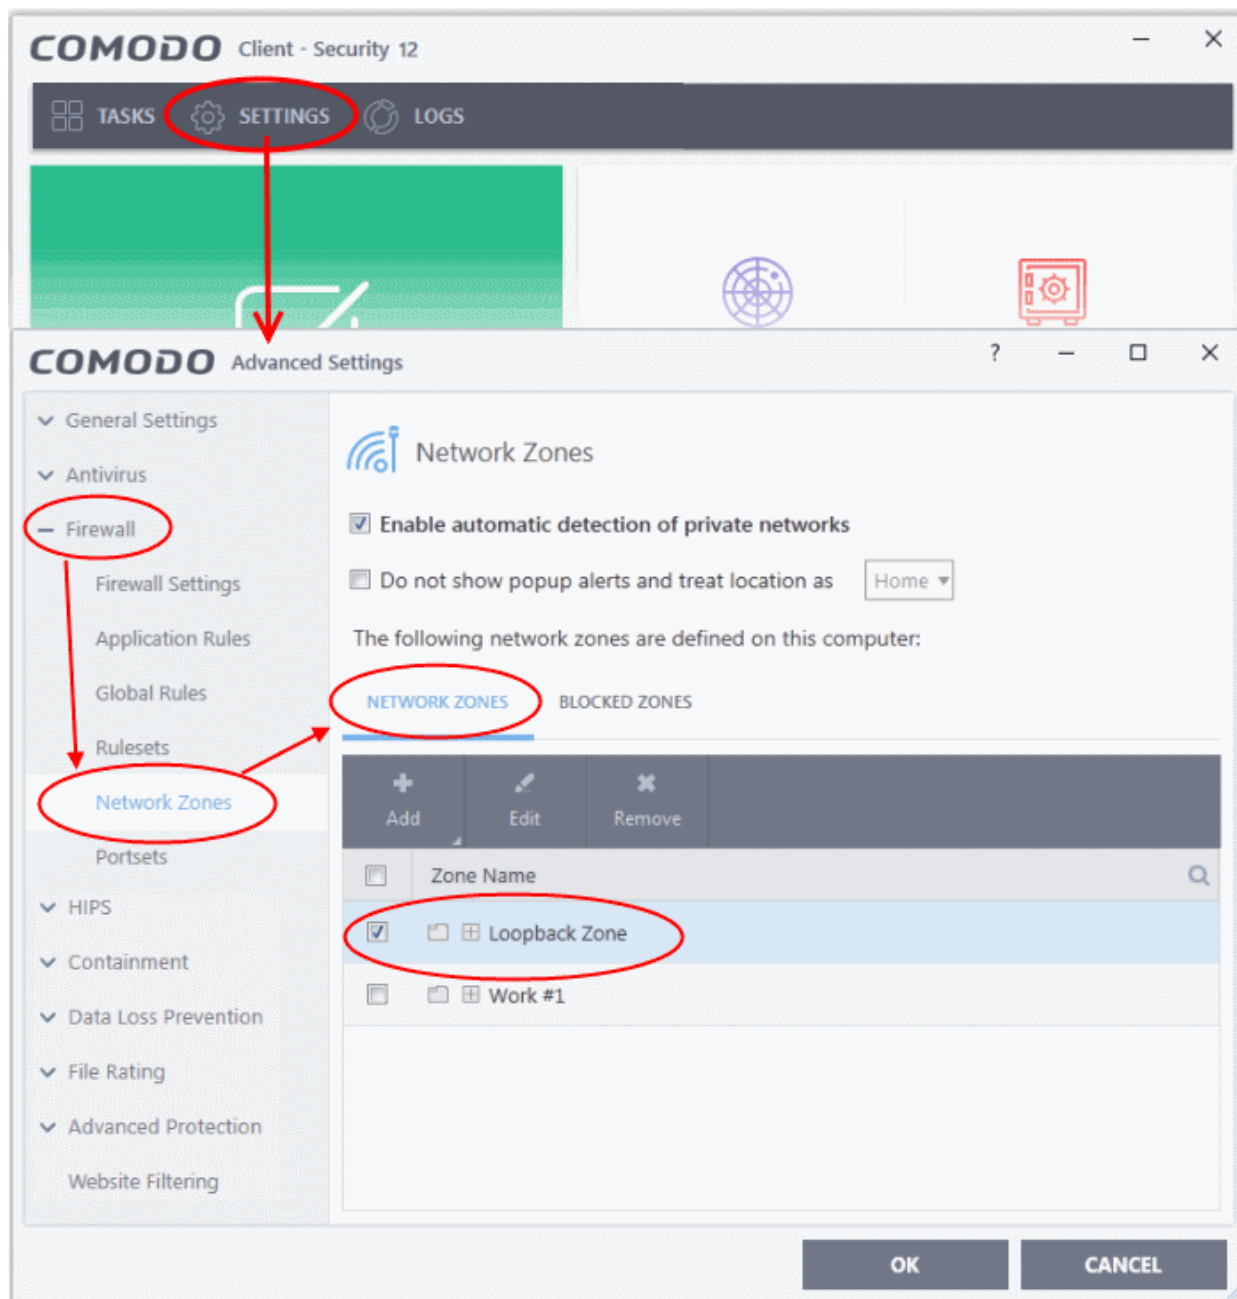 COMODO Client - Security 12
TASKS SETTINGS LOGS
COMODO Advanced Settings ?
General Settings
Antivirus
Firewall
Firewall Settings
Application Rules
Global Rules
Rulesets
Network Zones
Portsets
HIPS
Containment
Data Loss Prevention
File Rating
Advanced Protection
Website Filtering
Network Zones
Enable automatic detection of private networks
Do not show popup alerts and treat location as Home
The following network zones are defined on this computer:
NETWORK ZONES BLOCKED ZONES
Add Edit Remove
Zone Name
Loopback Zone
Work #1
OK CANCEL